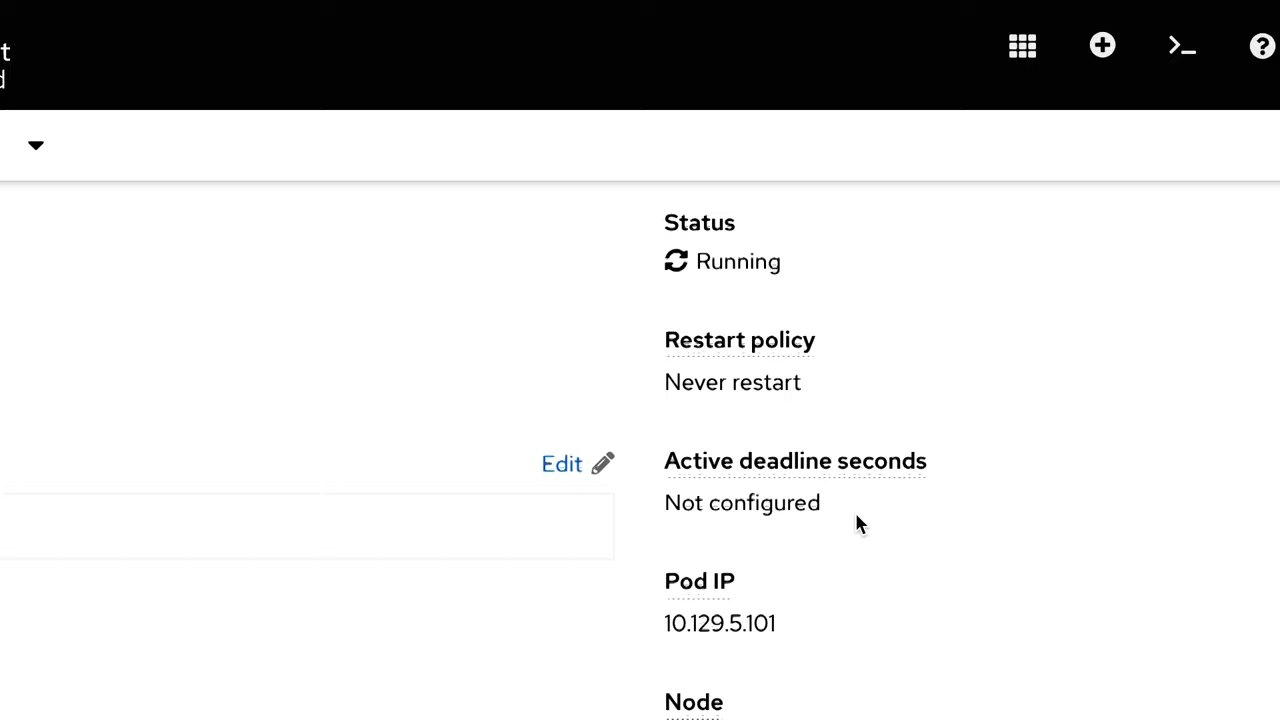 t
d
Status
Running
Restart policy
Never restart
Edit
Active deadline seconds
Not configured
Pod IP
10.129.5.101
Node